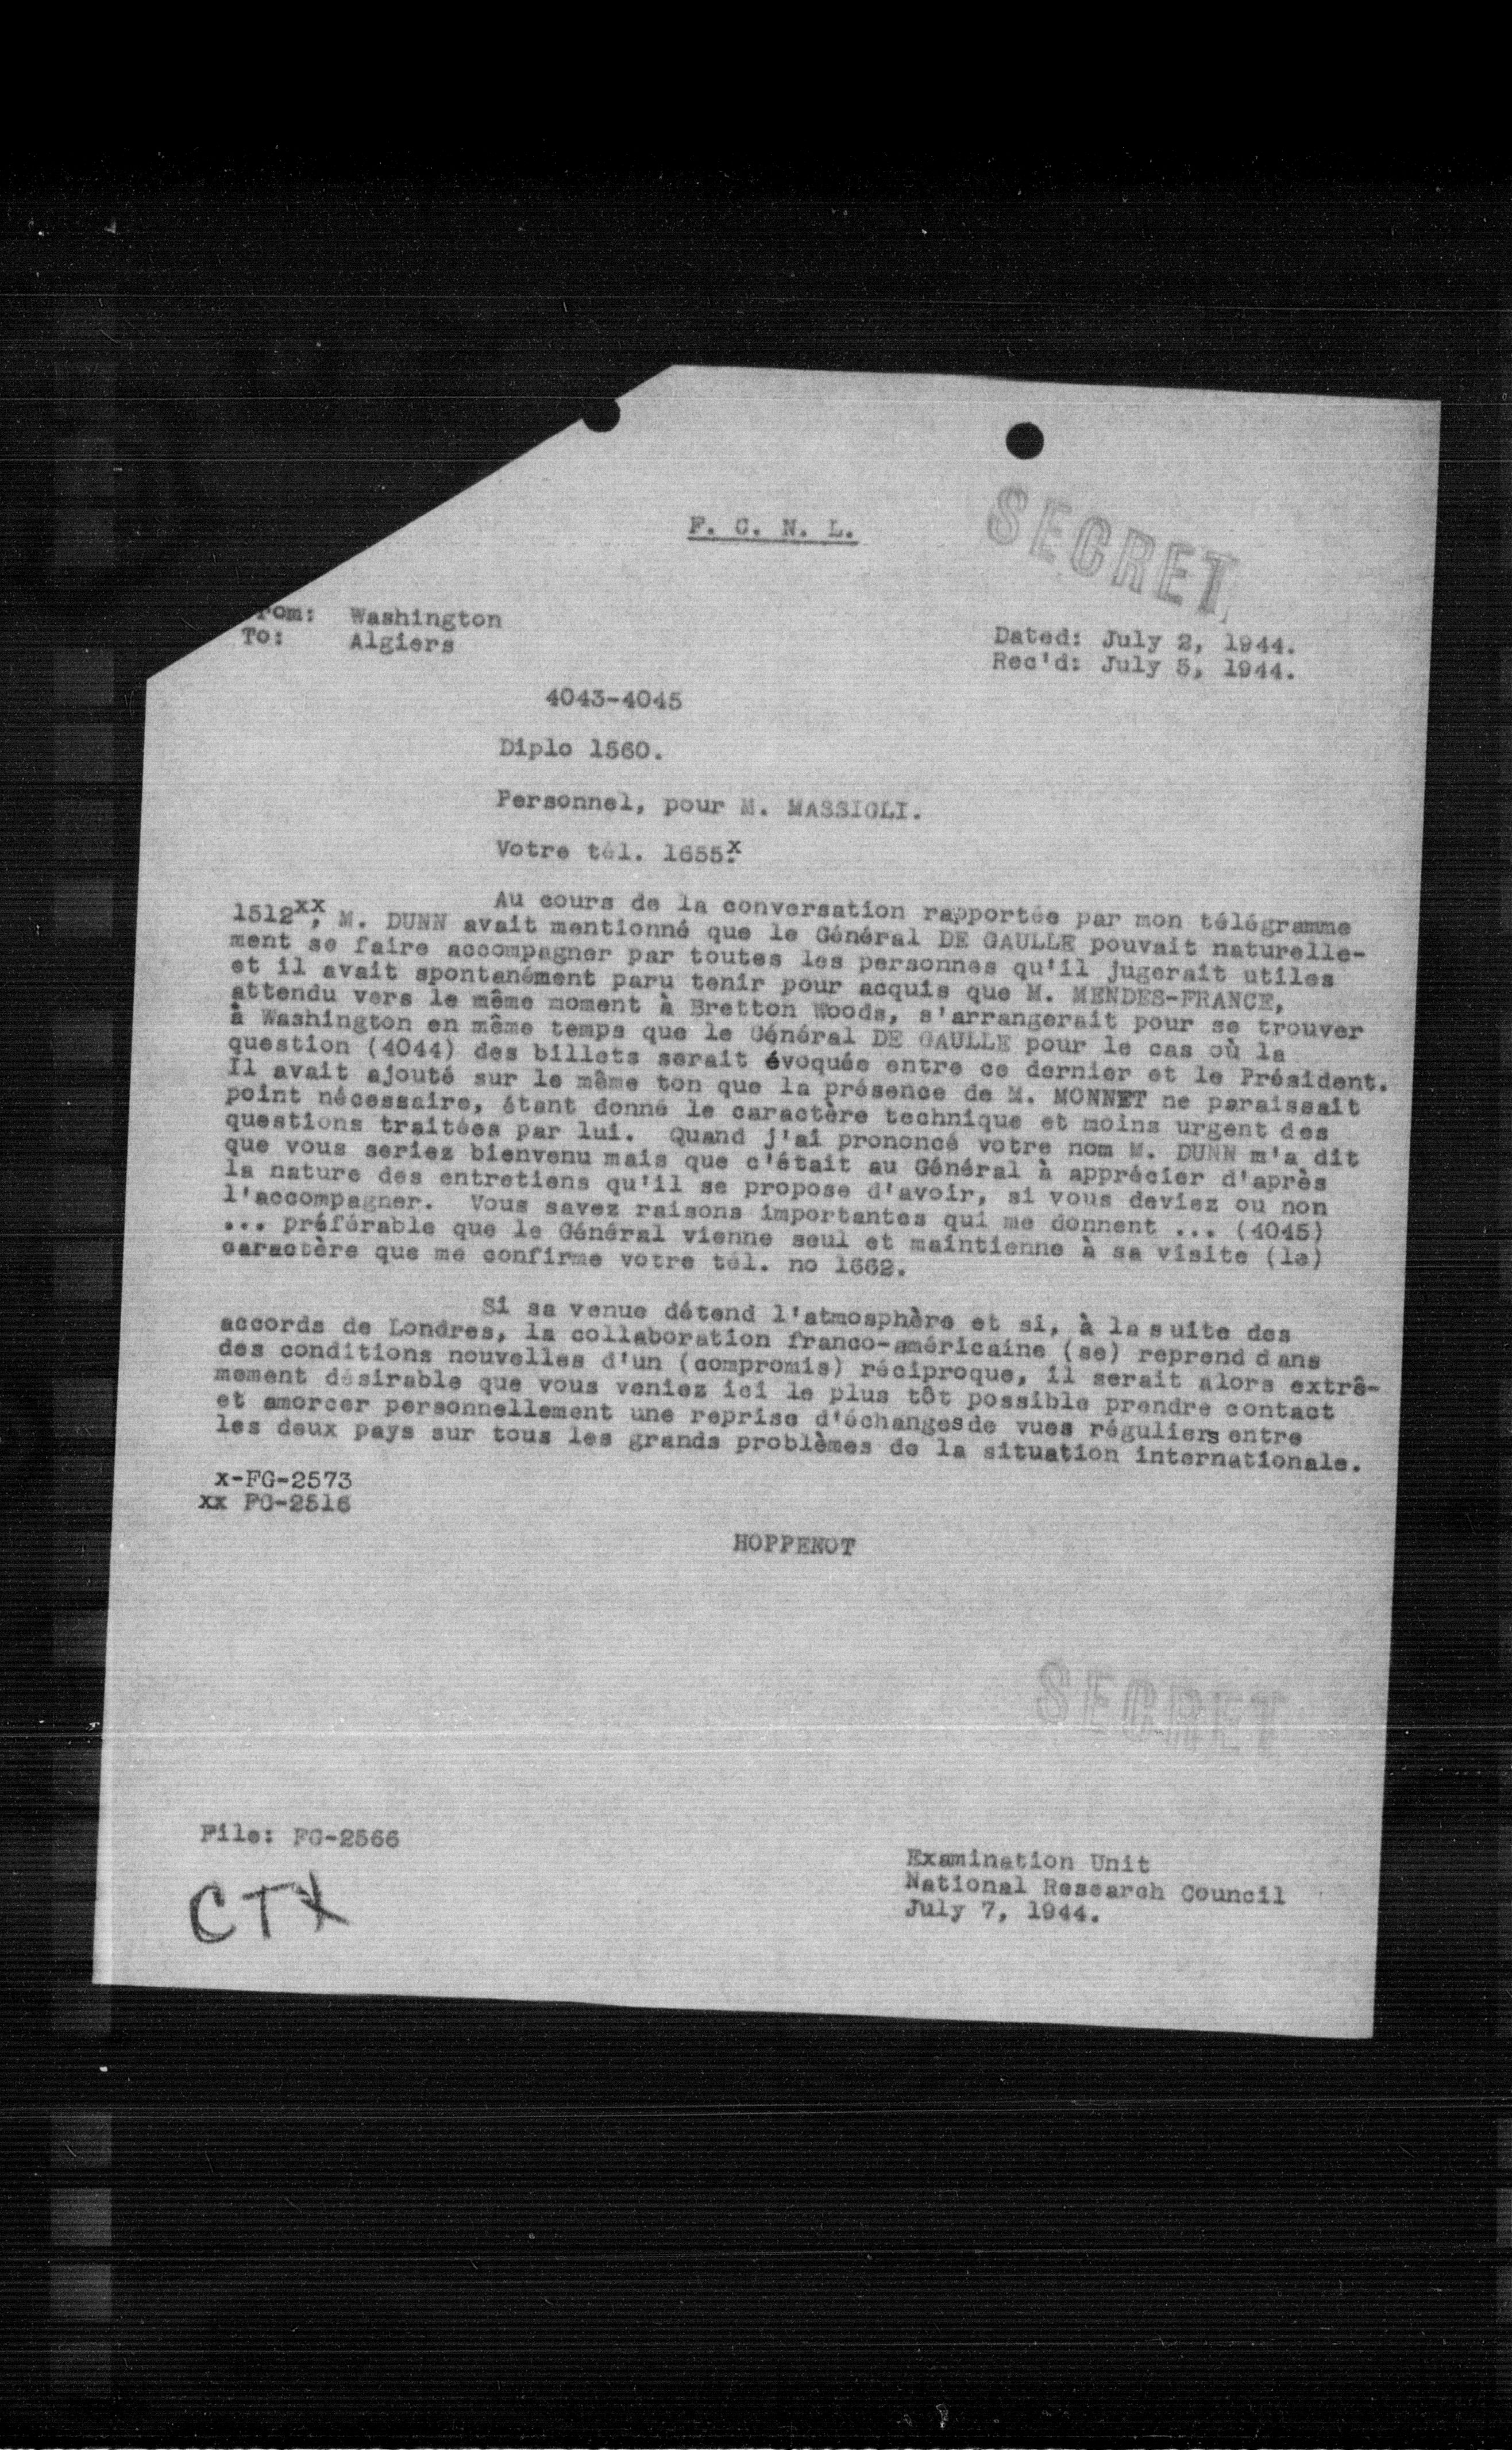 F. C. N. L.
SECRET
From: Washington
To: Algiers
Dated: July 2, 1944.
Rec'd: July 5, 1944.
4043-4045
Diplo 1560.
Personnel, pour M. MASSIGLI.
Votre tél. 1655.x
Au cours de la conversation rapportée par mon télégramme
1512xx, M. DUNN avait mentionné que le Général DE GAULLE pouvait naturelle-
ment se faire accompagner par toutes les personnes qu'il jugerait utiles
et il avait spontanément paru tenir pour acquis que M. MENDES-FRANCE,
attendu vers le même moment à Bretton Woods, s'arrangerait pour se trouver
à Washington en même temps que le Général DE GAULLE pour le cas où la
question (4044) des billets serait évoquée entre ce dernier et le Président.
Il avait ajouté sur le même ton que la présence de M. MONNET ne paraissait
point nécessaire, étant donné le caractère technique et moins urgent des
questions traitées par lui. Quand j'ai prononcé votre nom M. DUNN m'a dit
que vous seriez bienvenu mais que c'était au Général à apprécier d'après
la nature des entretiens qu'il se propose d'avoir, si vous deviez ou non
l'accompagner. Vous savez raisons importantes qui me donnent ... (4045)
... préférable que le Général vienne seul et maintienne à sa visite (le)
caractère que me confirme votre tél. no 1662.
Si sa venue détend l'atmosphère et si, à la suite des
accords de Londres, la collaboration franco-américaine (se) reprend dans
des conditions nouvelles d'un (compromis) réciproque, il serait alors extrê-
mement désirable que vous veniez ici le plus tôt possible prendre contact
et amorcer personnellement une reprise d'échanges de vues réguliers entre
les deux pays sur tous les grands problèmes de la situation internationale.
x-FG-2573
xx FG-2516
HOPPENOT
SECRET
File: FG-2566
CTX
Examination Unit
National Research Council
July 7, 1944.